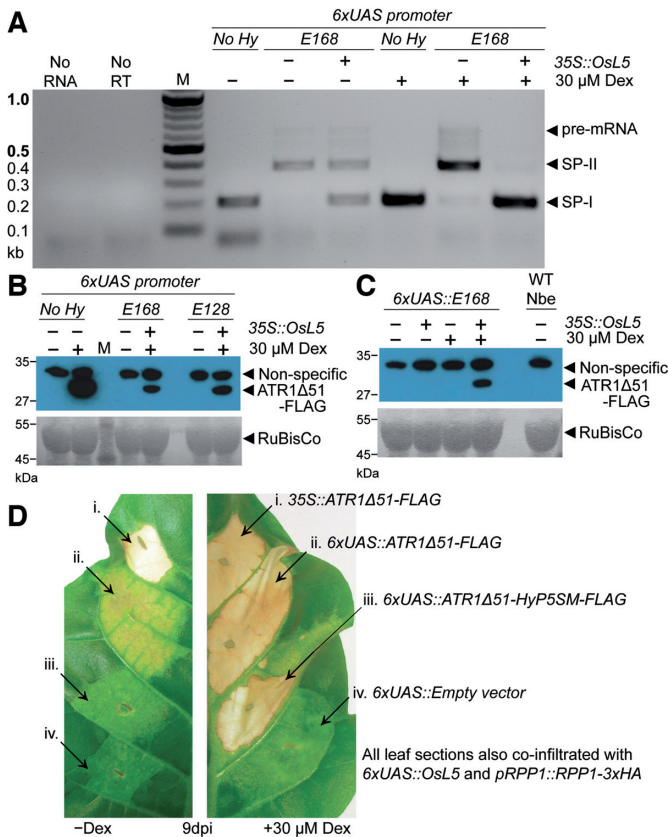 A
6xUAS promoter
No Hy E168 No Hy E168
No RNA No RT M
– – + – + 35S::OsL5
– – – + + + 30 µM Dex
1.0
0.5
0.4
0.3
0.2
0.1
kb
pre-mRNA
SP-II
SP-I
B
6xUAS promoter
No Hy E168 E128
– – – + – + 35S::OsL5
– + M – + – + 30 µM Dex
35–
27–
Non-specific
ATR1Δ51
-FLAG
55–
45–
kDa
RuBisCo
C
6xUAS::E168
WT
Nbe
– + – + – 35S::OsL5
– – + + – 30 µM Dex
35–
27–
Non-specific
ATR1Δ51
-FLAG
55–
45–
kDa
RuBisCo
D
i.
ii.
iii.
iv.
i. 35S::ATR1Δ51-FLAG
ii. 6xUAS::ATR1Δ51-FLAG
iii. 6xUAS::ATR1Δ51-HyP5SM-FLAG
iv. 6xUAS::Empty vector
All leaf sections also co-infiltrated with
6xUAS::OsL5 and pRPP1::RPP1-3xHA
–Dex 9dpi +30 µM Dex